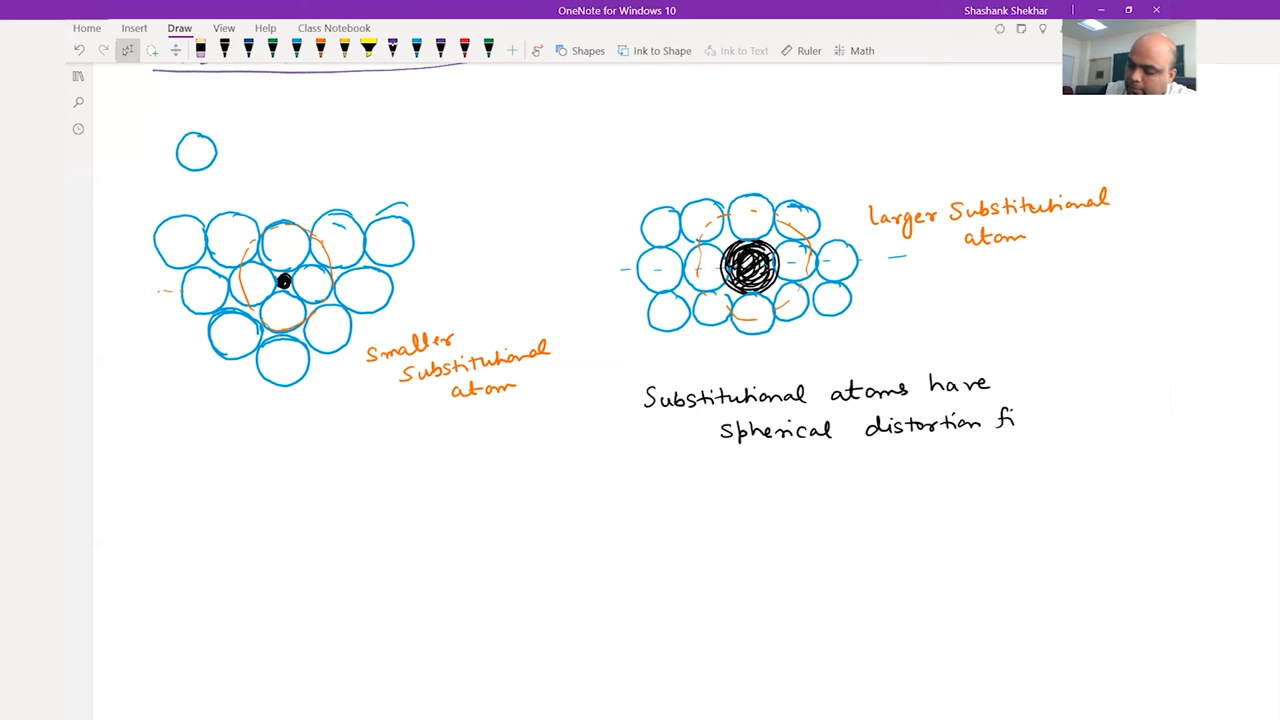 OneNote for Windows 10
Shashank Shekhar
Home Insert Draw View Help Class Notebook
Shapes Ink to Shape Ink to Text Ruler Math
larger Substitutional
atom
Smaller
Substitutional
atom
Substitutional atoms have
spherical distortion fi